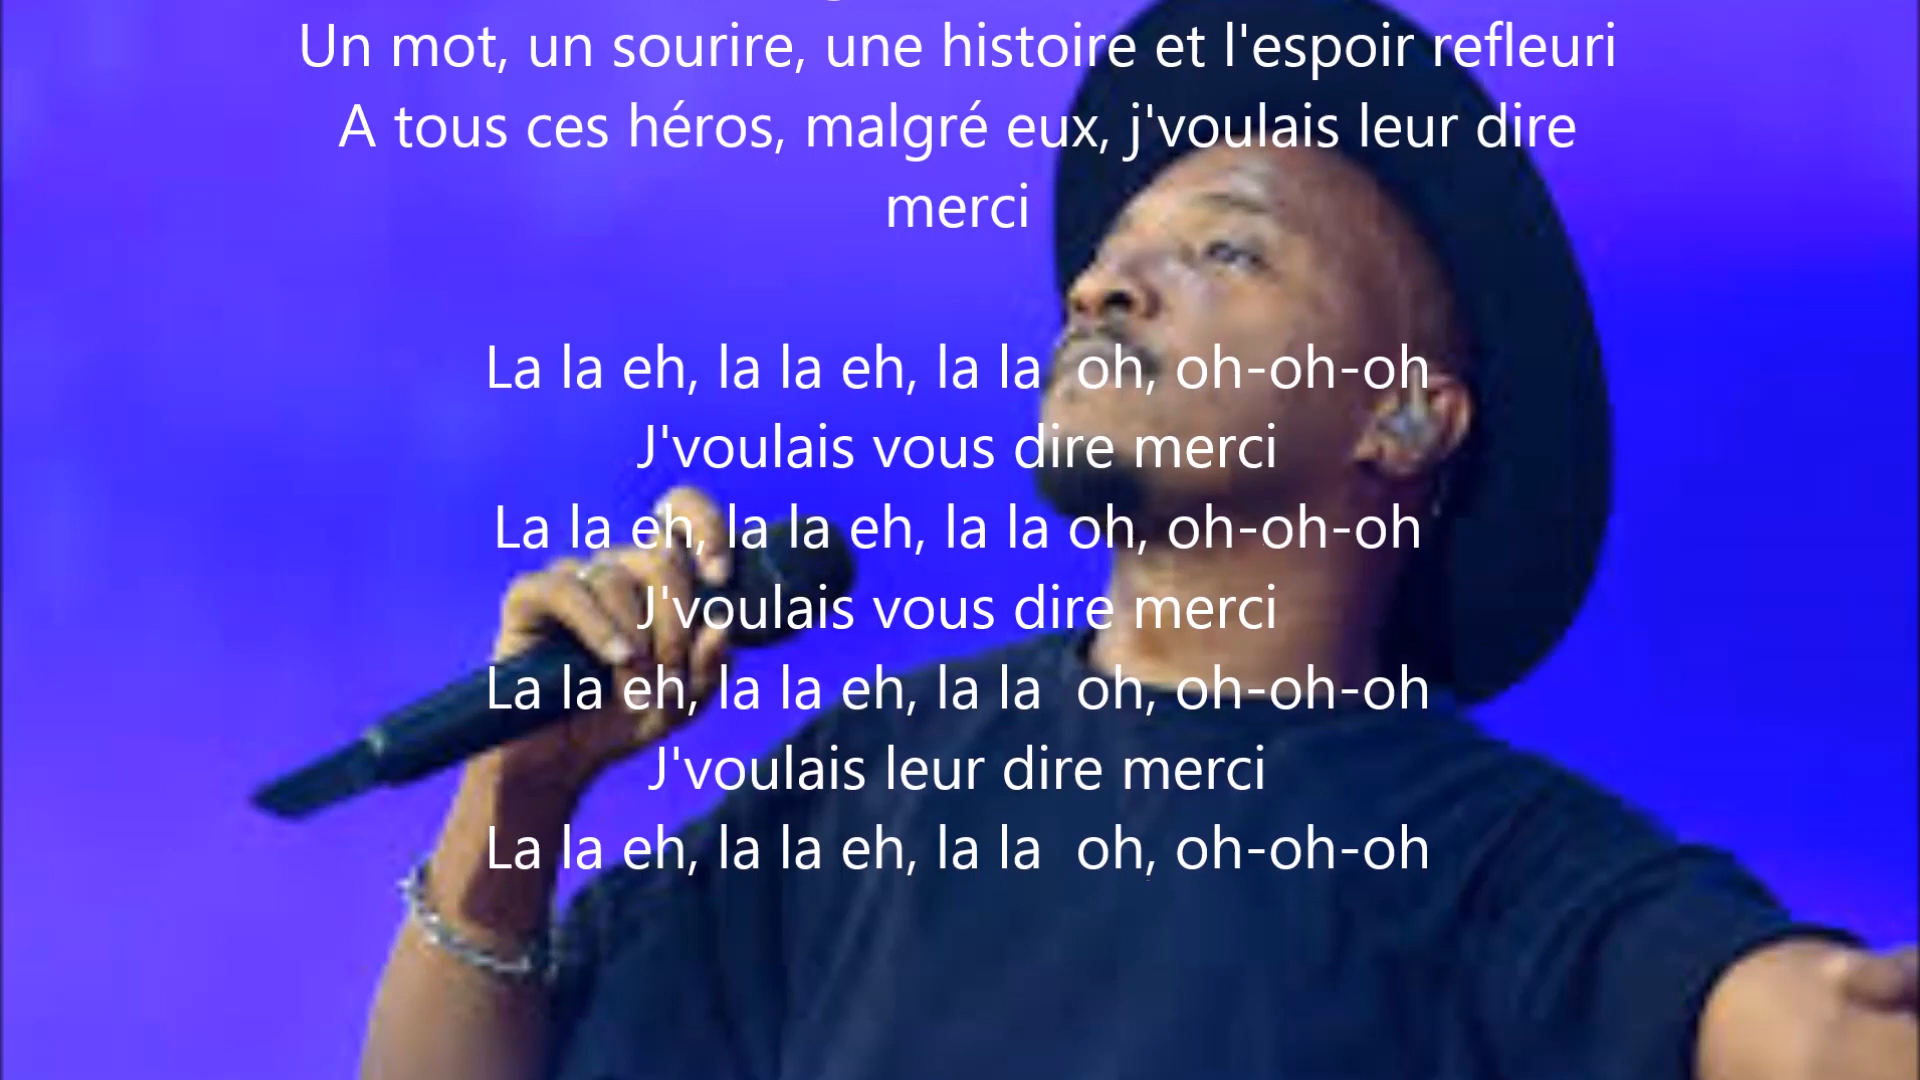 Un mot, un sourire, une histoire et l'espoir refleuri
A tous ces héros, malgré eux, j'voulais leur dire
merci
La la eh, la la eh, la la  oh, oh-oh-oh
J'voulais vous dire merci
La la eh, la la eh, la la oh, oh-oh-oh
J'voulais vous dire merci
La la eh, la la eh, la la  oh, oh-oh-oh
J'voulais leur dire merci
La la eh, la la eh, la la  oh, oh-oh-oh